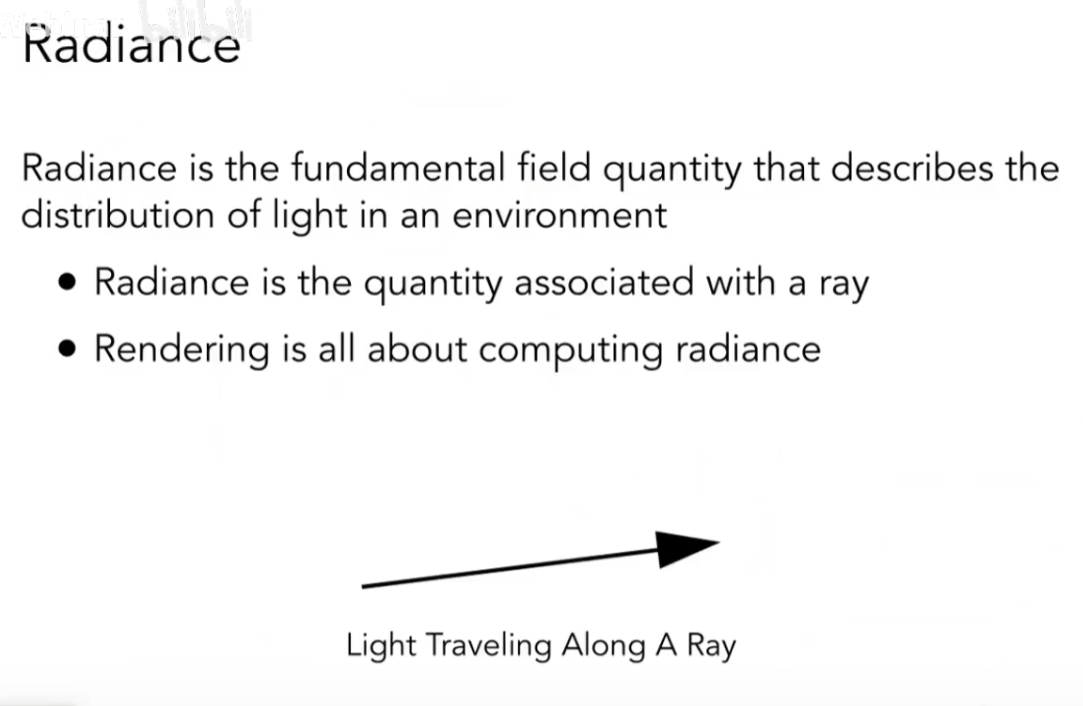 Radiance
Radiance is the fundamental field quantity that describes the
distribution of light in an environment
● Radiance is the quantity associated with a ray
● Rendering is all about computing radiance
Light Traveling Along A Ray